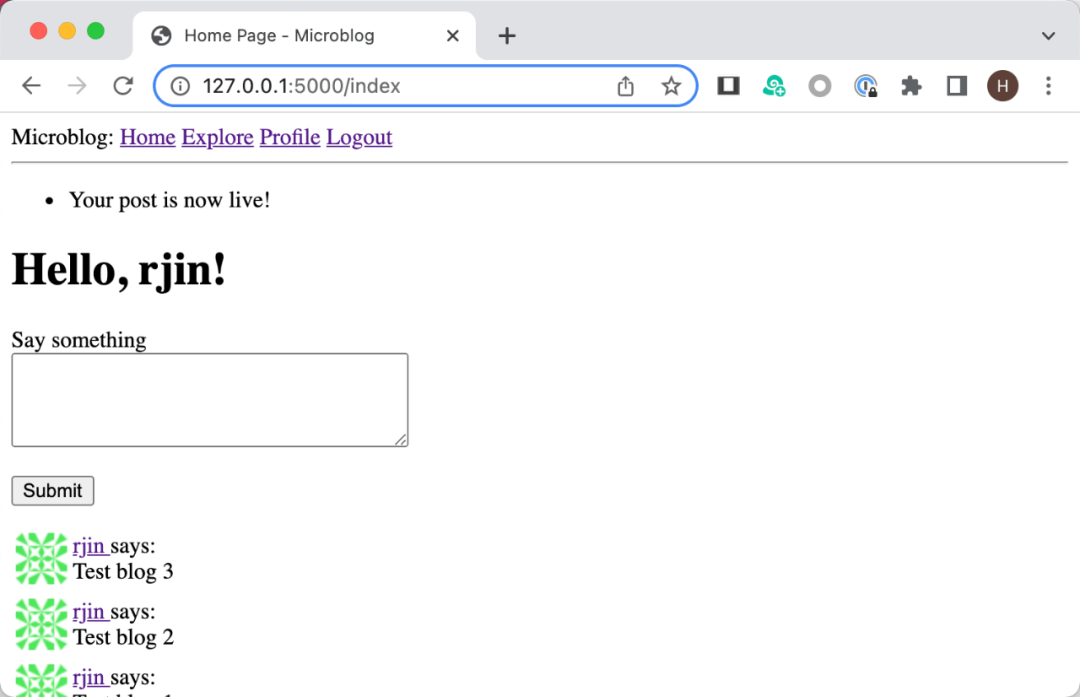 Home Page - Microblog
127.0.0.1:5000/index
H
Microblog: Home Explore Profile Logout
Your post is now live!
Hello, rjin!
Say something
Submit
rjin says:
Test blog 3
rjin says:
Test blog 2
rjin says: